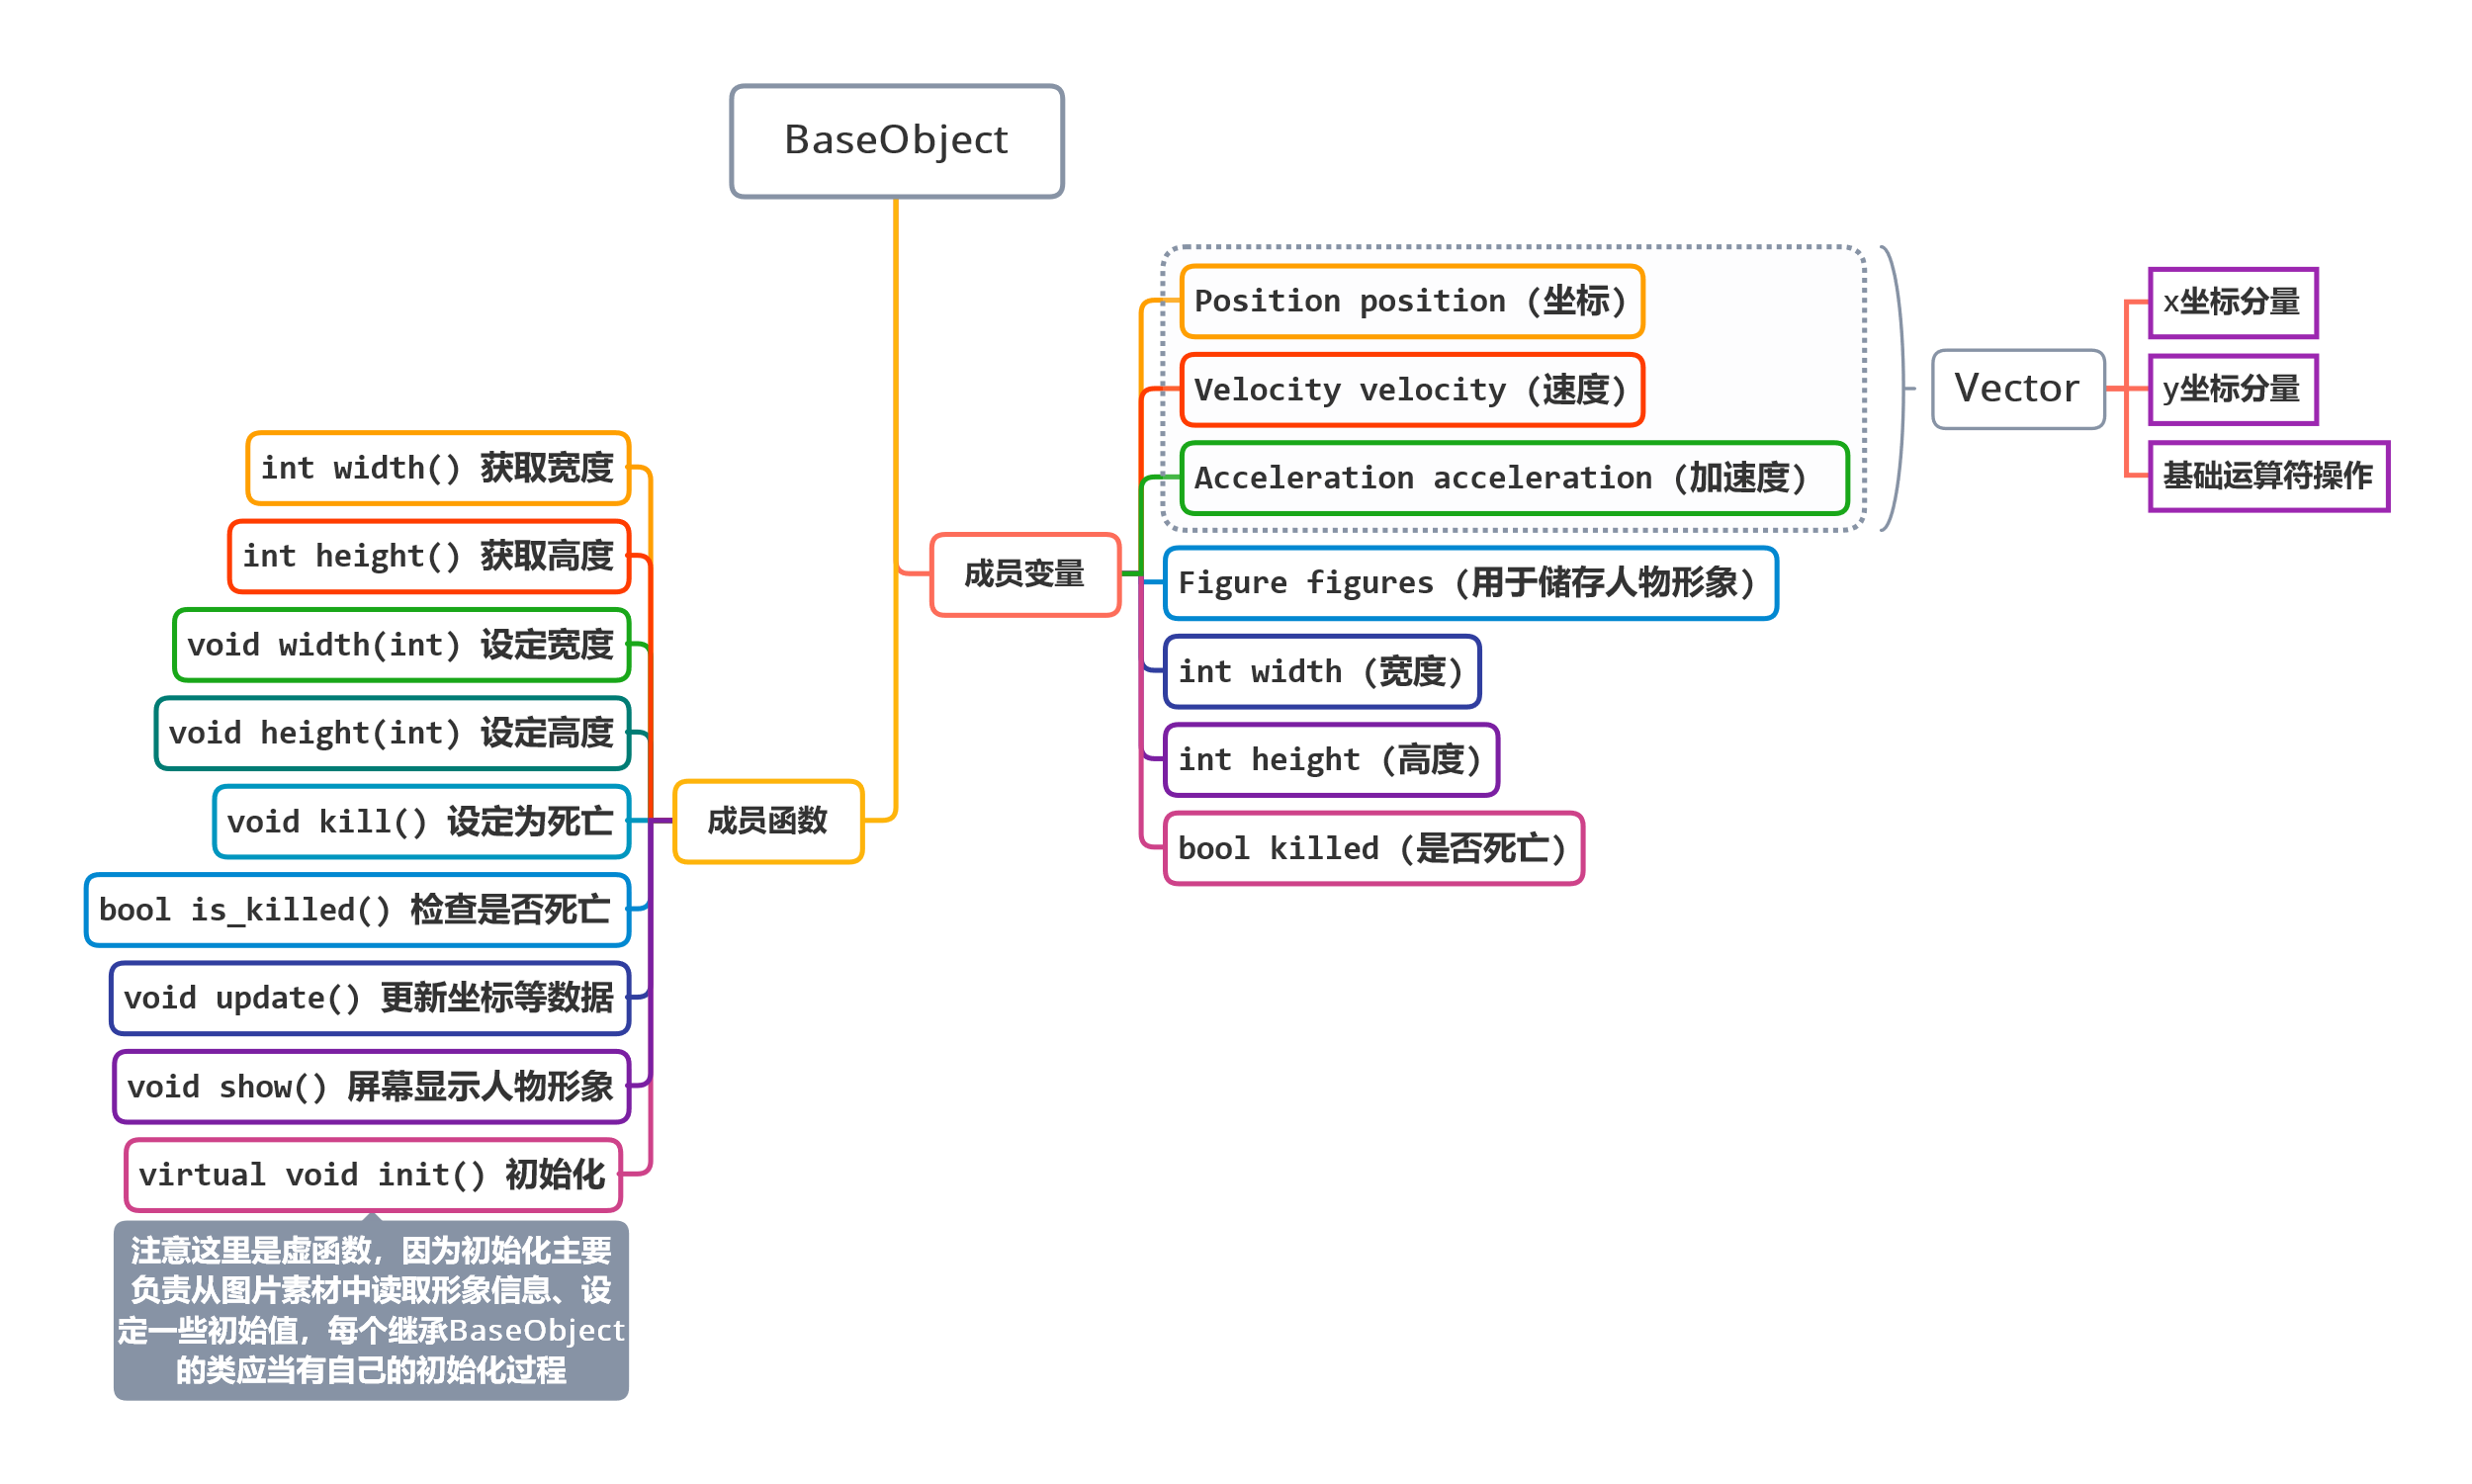 BaseObject
成员变量
Position position (坐标)
Velocity velocity (速度)
Acceleration acceleration (加速度)
Vector
x坐标分量
y坐标分量
基础运算符操作
Figure figures (用于储存人物形象)
int width (宽度)
int height (高度)
bool killed (是否死亡)
成员函数
int width() 获取宽度
int height() 获取高度
void width(int) 设定宽度
void height(int) 设定高度
void kill() 设定为死亡
bool is_killed() 检查是否死亡
void update() 更新坐标等数据
void show() 屏幕显示人物形象
virtual void init() 初始化
注意这里是虚函数，因为初始化主要
负责从图片素材中读取形象信息、设
定一些初始值，每个继承BaseObject
的类应当有自己的初始化过程